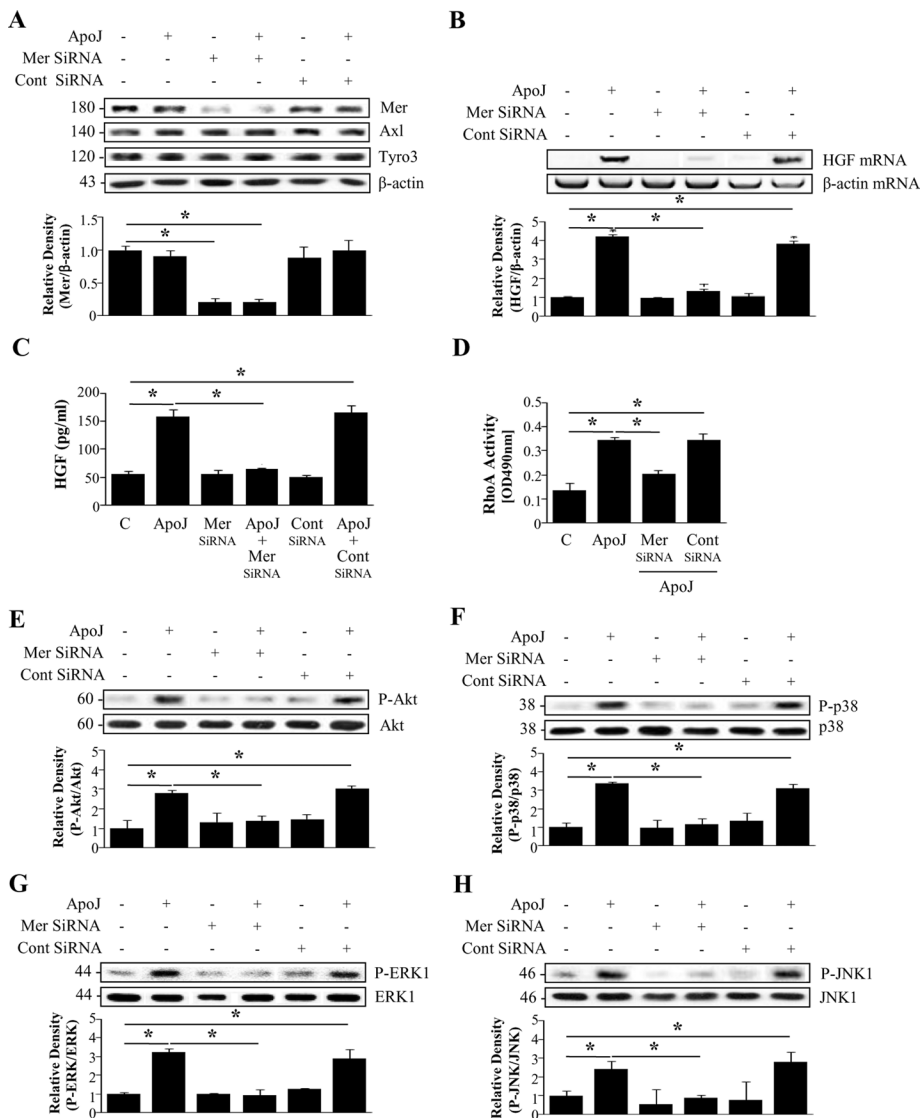 A
ApoJ - + - - - +
Mer SiRNA - - + + - -
Cont SiRNA - - - - + +
180 Mer
140 Axl
120 Tyro3
43 β-actin
Relative Density
(Mer/β-actin)
1.5
1.0
0.5
0.0
* *
B
ApoJ - + - + - +
Mer SiRNA - - + + - -
Cont SiRNA - - - - + +
HGF mRNA
β-actin mRNA
Relative Density
(HGF/β-actin)
5
4
3
2
1
0
* * *
C
HGF (pg/ml)
200
150
100
50
0
* * *
C ApoJ Mer SiRNA ApoJ + Mer SiRNA Cont SiRNA ApoJ + Cont SiRNA
D
RhoA Activity
[OD490nm]
0.4
0.3
0.2
0.1
0
* * *
C ApoJ Mer SiRNA Cont SiRNA
ApoJ
E
ApoJ - + - + - +
Mer SiRNA - - + + - -
Cont SiRNA - - - - + +
60 P-Akt
60 Akt
Relative Density
(P-Akt/Akt)
5
4
3
2
1
0
* * *
F
ApoJ - + - + - +
Mer SiRNA - - + + - -
Cont SiRNA - - - - + +
38 P-p38
38 p38
Relative Density
(P-p38/p38)
5
4
3
2
1
0
* * *
G
ApoJ - + - + - +
Mer SiRNA - - + + - -
Cont SiRNA - - - - + +
44 P-ERK1
44 ERK1
Relative Density
(P-ERK/ERK)
5
4
3
2
1
0
* * *
H
ApoJ - + - + - +
Mer SiRNA - - + + - -
Cont SiRNA - - - - + +
46 P-JNK1
46 JNK1
Relative Density
(P-JNK/JNK)
5
4
3
2
1
0
* * *